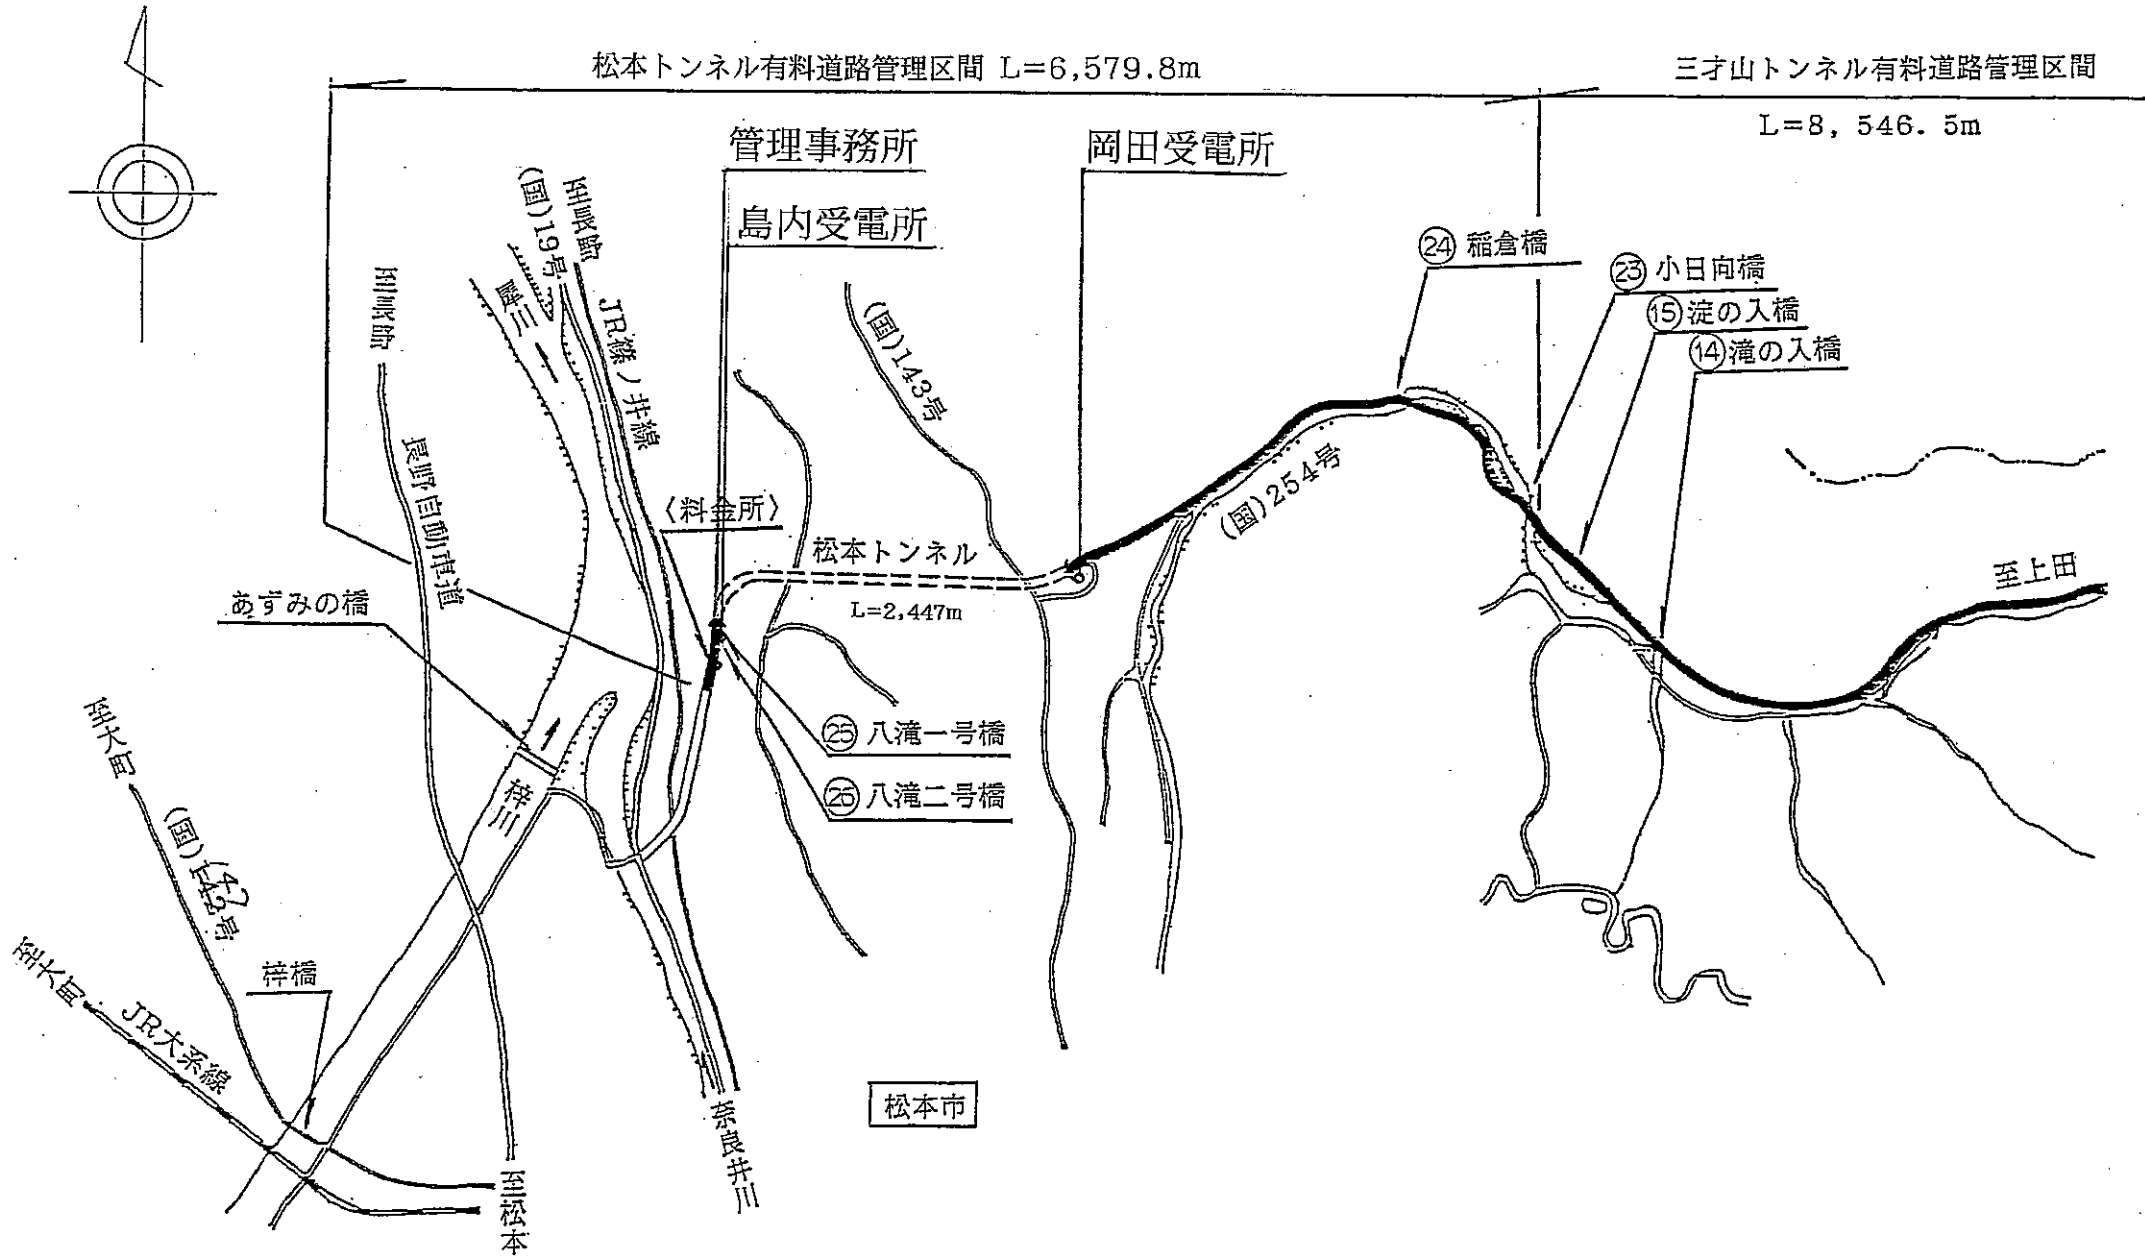 松本トンネル有料道路管理区間 L=6,579.8m
三才山トンネル有料道路管理区間
L=8,546.5m
管理事務所
岡田受電所
島内受電所
(国)19号
至長野
至長野
犀川
JR篠ノ井線
長野自動車道
(国)143号
㉔ 稲倉橋
㉓ 小日向橋
⑮ 淀の入橋
⑭ 滝の入橋
(国)254号
〈料金所〉
松本トンネル
L=2,447m
至上田
あずみの橋
㉕ 八滝一号橋
㉖ 八滝二号橋
梓川
至大町
梓橋
至大町
JR大糸線
松本市
奈良井川
至松本